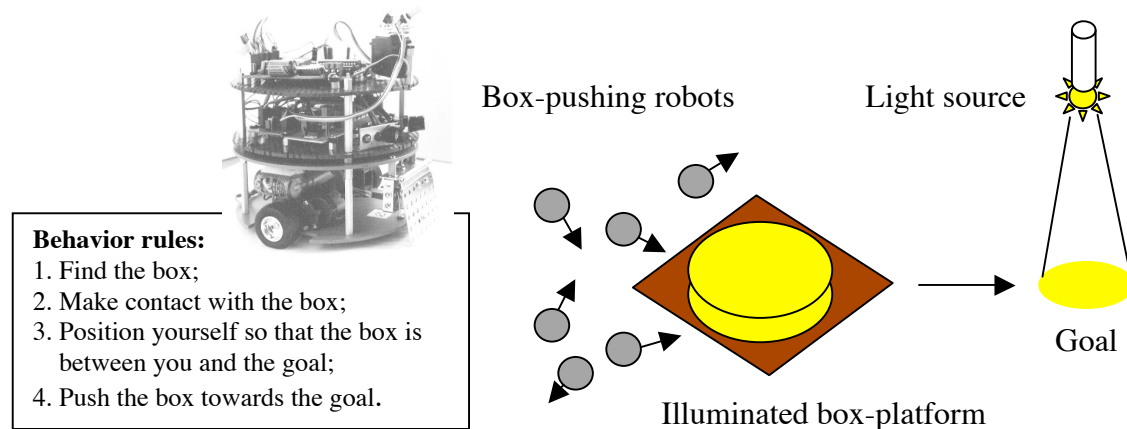 Box-pushing robots
Light source
Behavior rules:
1. Find the box;
2. Make contact with the box;
3. Position yourself so that the box is
between you and the goal;
4. Push the box towards the goal.
Goal
Illuminated box-platform